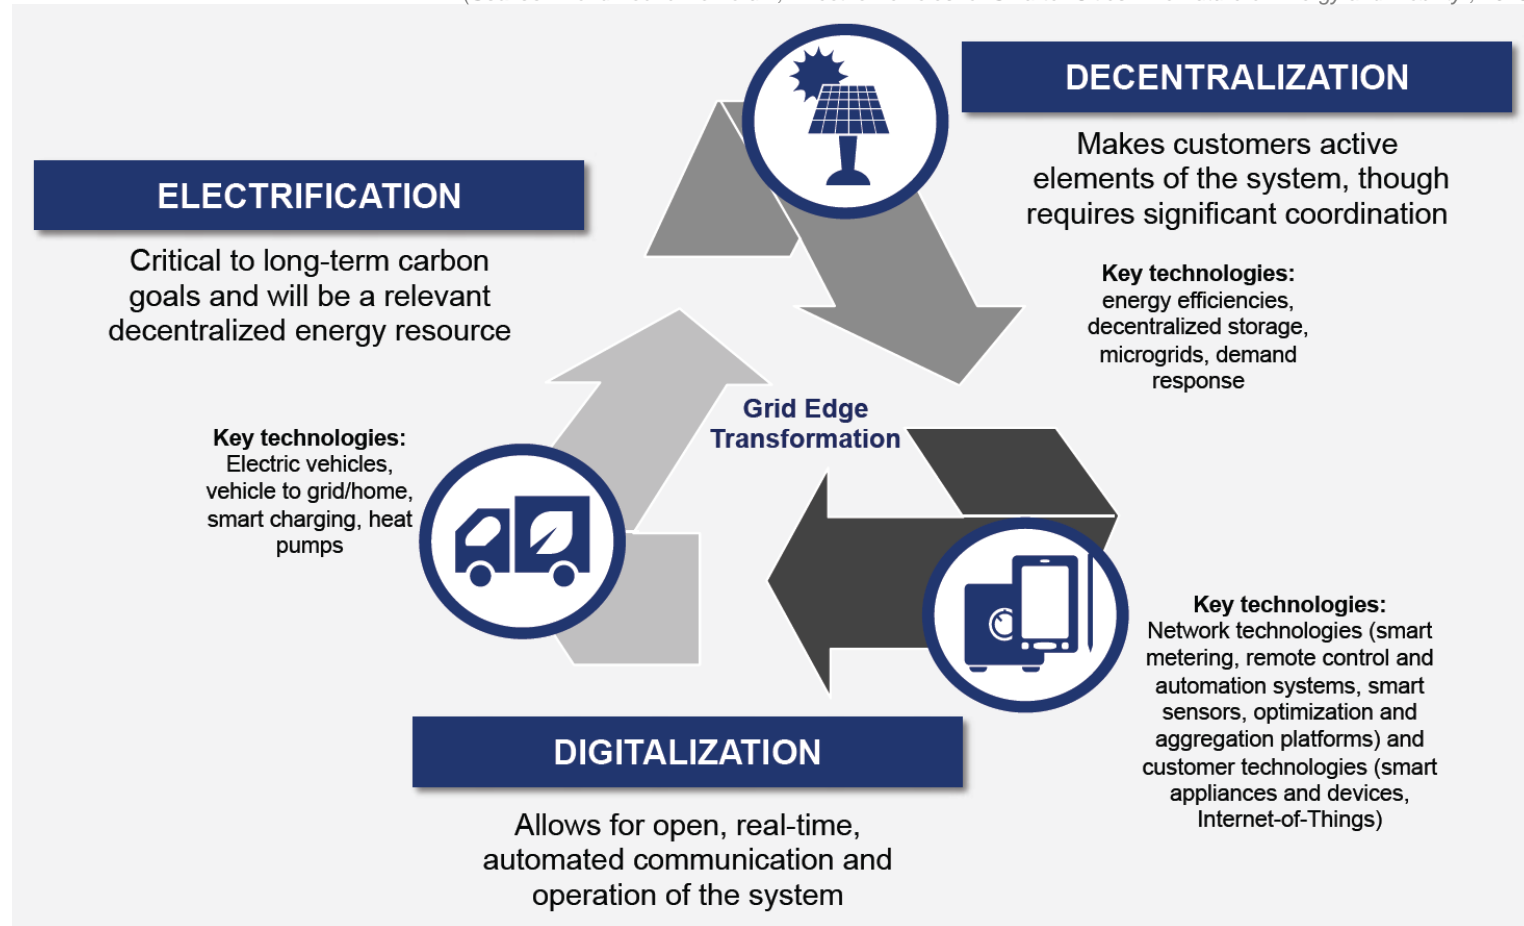 DECENTRALIZATION
Makes customers active
elements of the system, though
requires significant coordination
Key technologies:
energy efficiencies,
decentralized storage,
microgrids, demand
response
ELECTRIFICATION
Critical to long-term carbon
goals and will be a relevant
decentralized energy resource
Key technologies:
Electric vehicles,
vehicle to grid/home,
smart charging, heat
pumps
Grid Edge
Transformation
Key technologies:
Network technologies (smart
metering, remote control and
automation systems, smart
sensors, optimization and
aggregation platforms) and
customer technologies (smart
appliances and devices,
Internet-of-Things)
DIGITALIZATION
Allows for open, real-time,
automated communication and
operation of the system